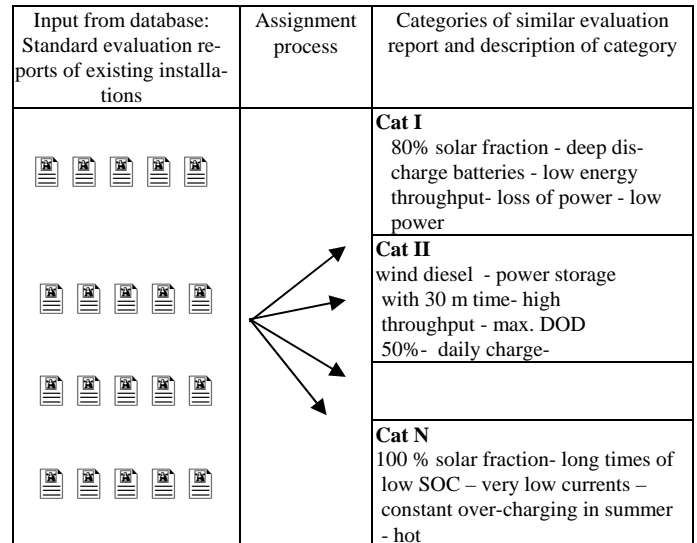 Input from database:
Standard evaluation re-
ports of existing installa-
tions
Assignment
process
Categories of similar evaluation
report and description of category
Cat I
80% solar fraction - deep dis-
charge batteries - low energy
throughput- loss of power - low
power
Cat II
wind diesel - power storage
with 30 m time- high
throughput - max. DOD
50%- daily charge-
Cat N
100 % solar fraction- long times of
low SOC – very low currents –
constant over-charging in summer
- hot